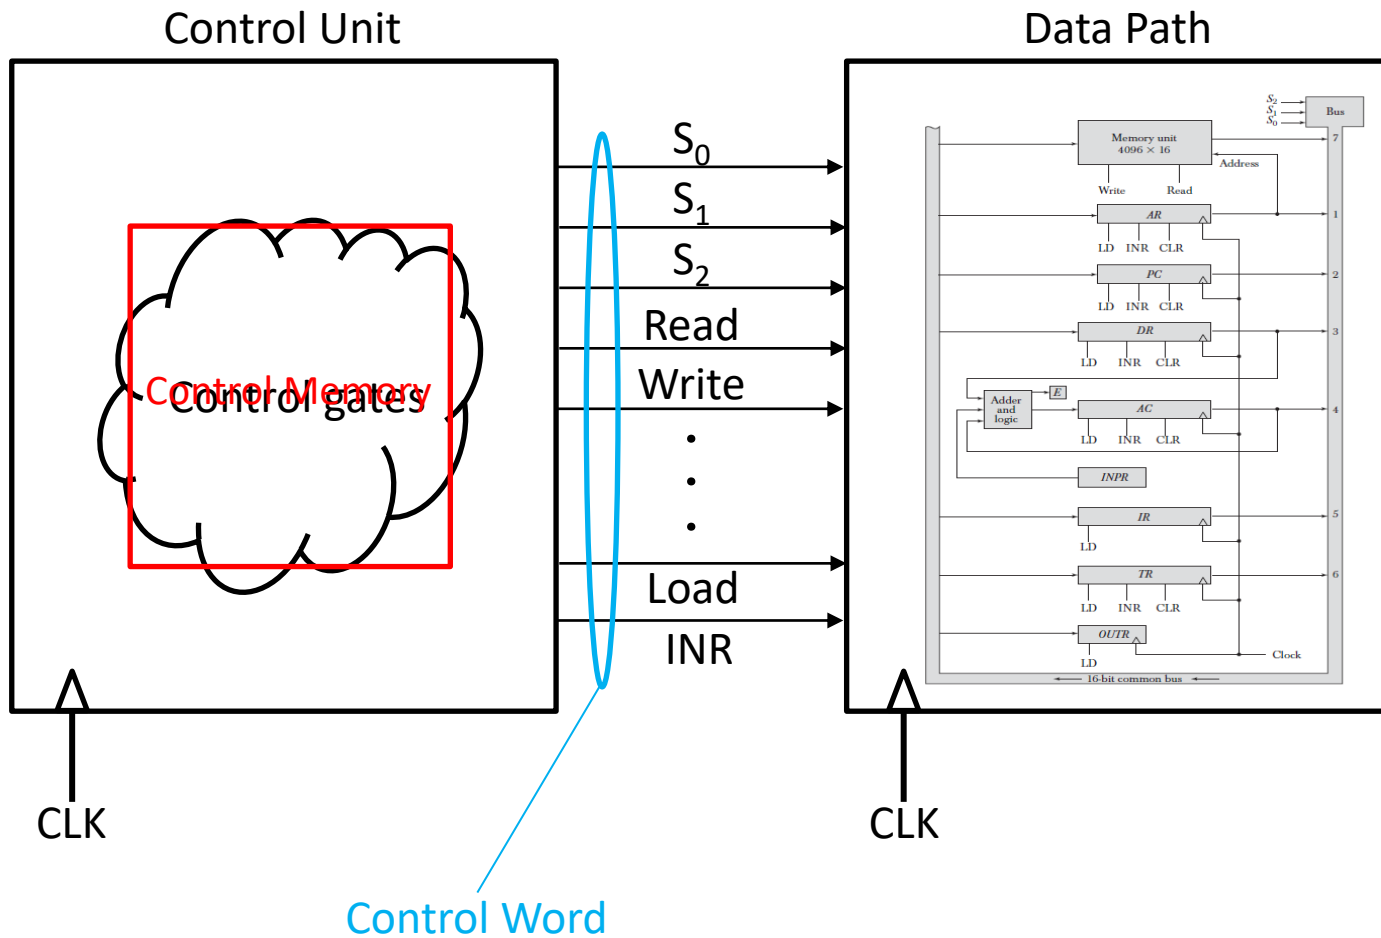 Control Unit
Data Path
S0
S1
S2
Read
Write
.
.
.
Load
INR
Control Memory
Control gates
CLK
CLK
Control Word
S2
S1
S0
Bus
Memory unit
4096 × 16
7
Address
Write Read
AR
1
LD INR CLR
PC
2
LD INR CLR
DR
3
LD INR CLR
E
Adder
and
logic
AC
4
LD INR CLR
INPR
IR
5
LD
TR
6
LD INR CLR
OUTR
LD
Clock
16-bit common bus